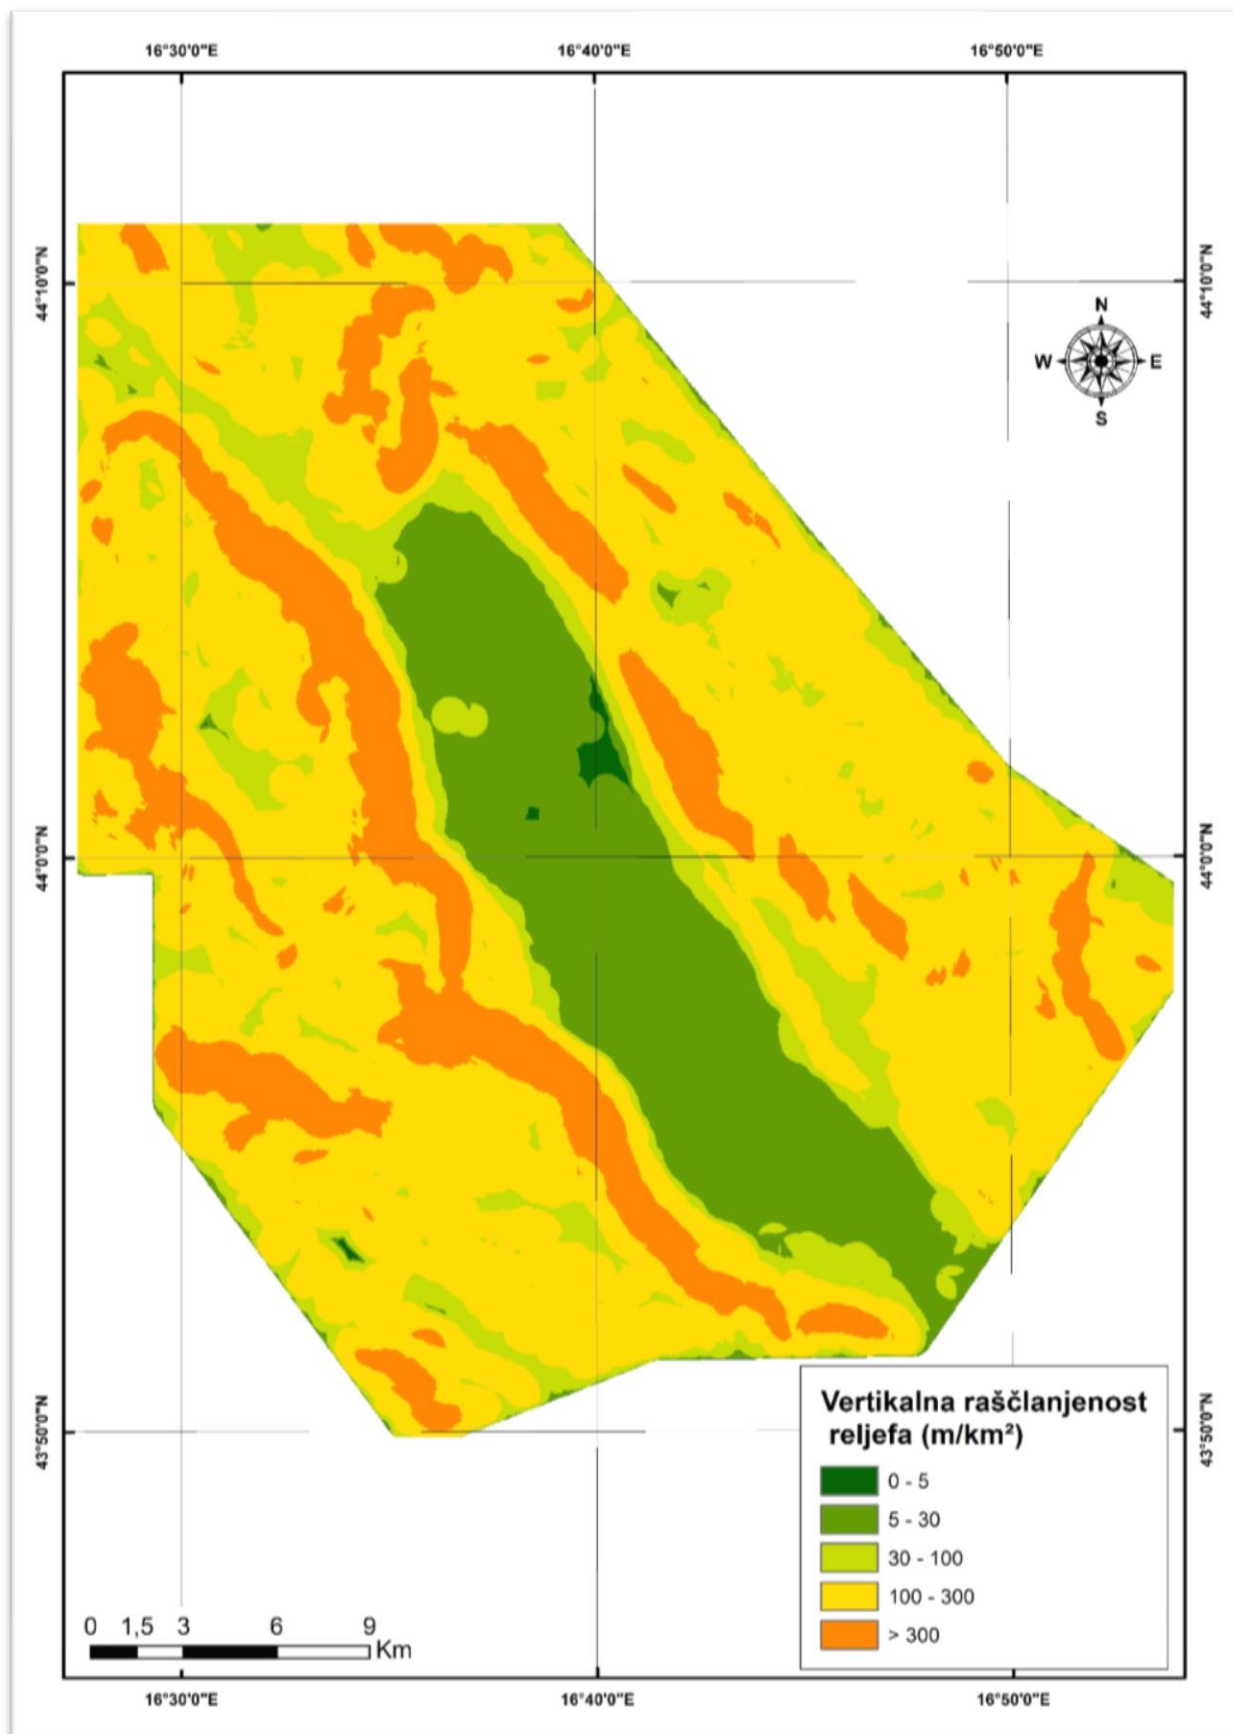 16°30'0"E 16°40'0"E 16°50'0"E
44°10'0"N 44°10'0"N
N
W E
S
44°0'0"N 44°0'0"N
43°50'0"N 43°50'0"N
Vertikalna raščlanjenost
reljefa (m/km²)
0 - 5
5 - 30
30 - 100
100 - 300
> 300
0 1,5 3 6 9
Km
16°30'0"E 16°40'0"E 16°50'0"E